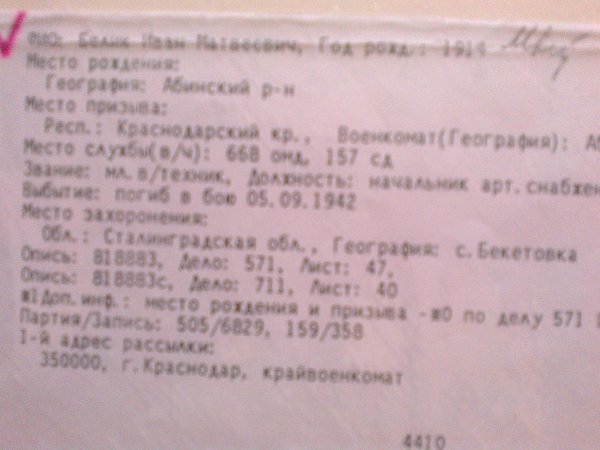 ФИО: Белик Иван Матвеевич, Год рожд.: 1914
Место рождения:
География: Абинский р-н
Место призыва:
Респ.: Краснодарский кр., Военкомат(География): Аб
Место службы(в/ч): 668 омд, 157 сд
Звание: мл.в/техник, Должность: начальник арт.снабжен
Выбытие: погиб в бою 05.09.1942
Место захоронения:
Обл.: Сталинградская обл., География: с.Бекетовка
Опись: 818883, Дело: 571, Лист: 47,
Опись: 818883с, Дело: 711, Лист: 40
Ж1Доп.инф.: место рождения и призыва -Ж0 по делу 571
Партия/Запись: 505/6829, 159/358
1-й адрес рассылки:
350000, г.Краснодар, крайвоенкомат
4410